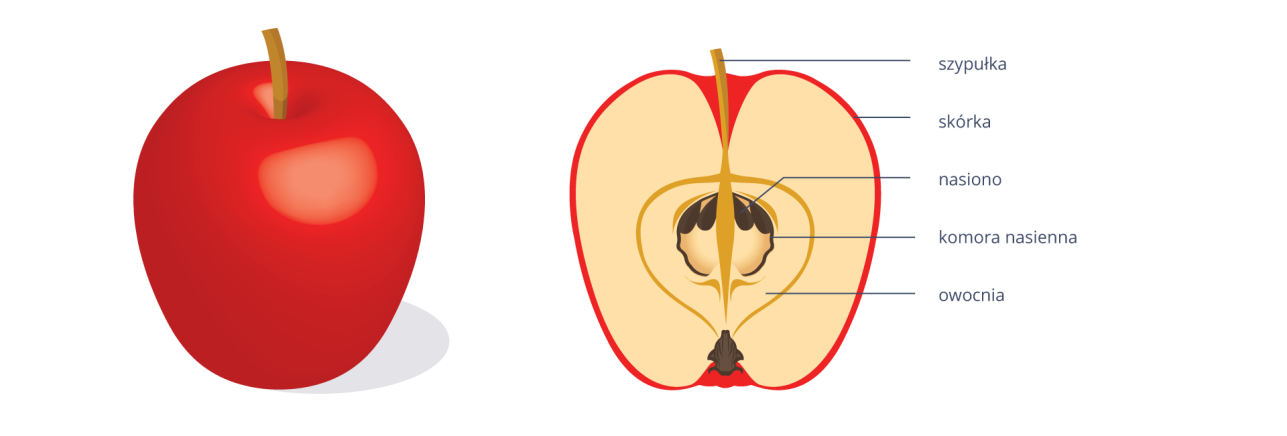 szypułka
skórka
nasiono
komora nasienna
owocnia